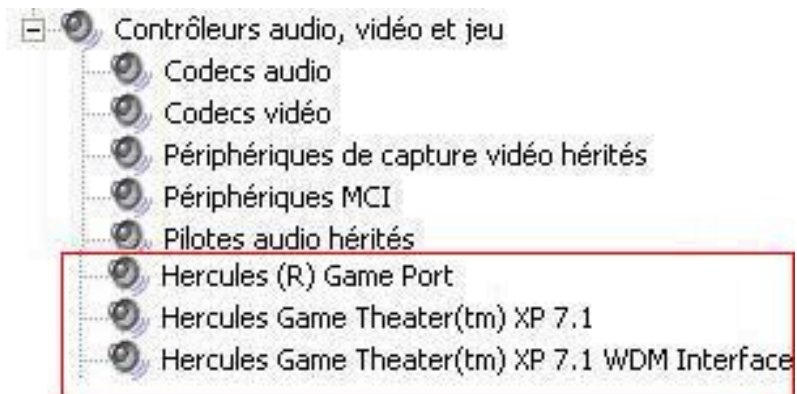 Contrôleurs audio, vidéo et jeu
Codecs audio
Codecs vidéo
Périphériques de capture vidéo hérités
Périphériques MCI
Pilotes audio hérités
Hercules (R) Game Port
Hercules Game Theater(tm) XP 7.1
Hercules Game Theater(tm) XP 7.1 WDM Interface